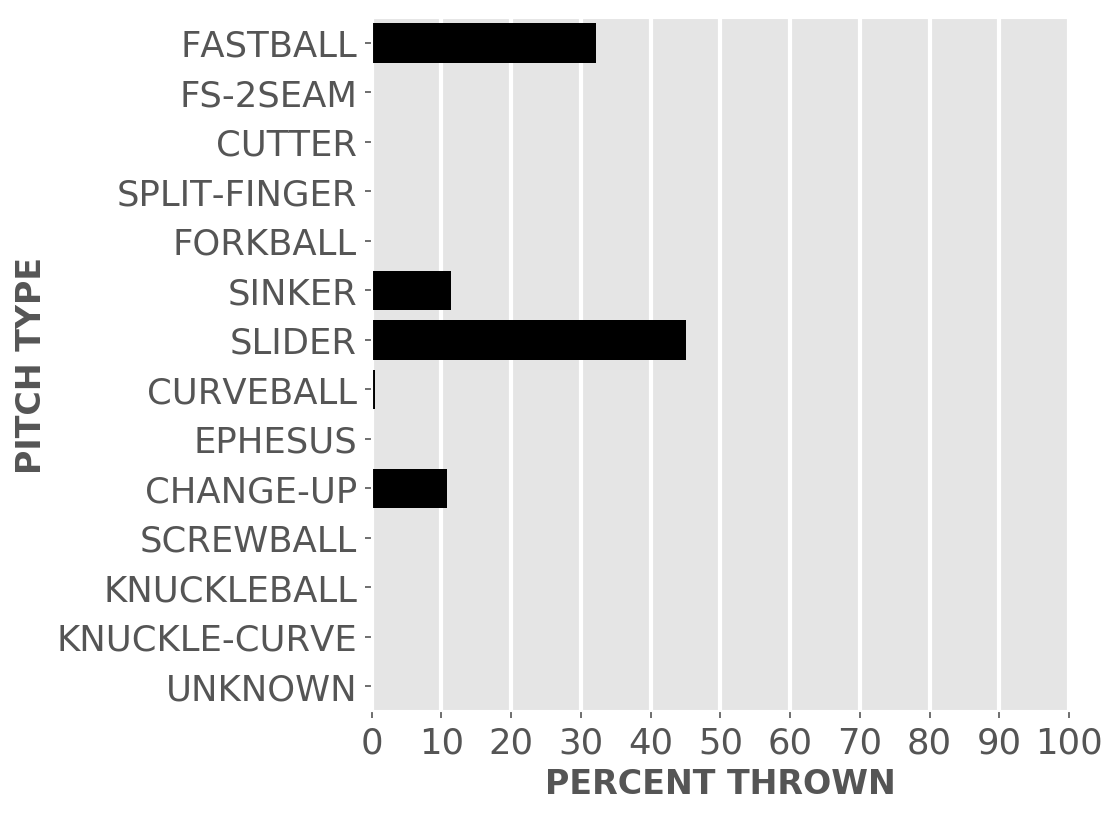 FASTBALL
FS-2SEAM
CUTTER
SPLIT-FINGER
FORKBALL
SINKER
SLIDER
CURVEBALL
EPHESUS
CHANGE-UP
SCREWBALL
KNUCKLEBALL
KNUCKLE-CURVE
UNKNOWN
PITCH TYPE
0 10 20 30 40 50 60 70 80 90 100
PERCENT THROWN